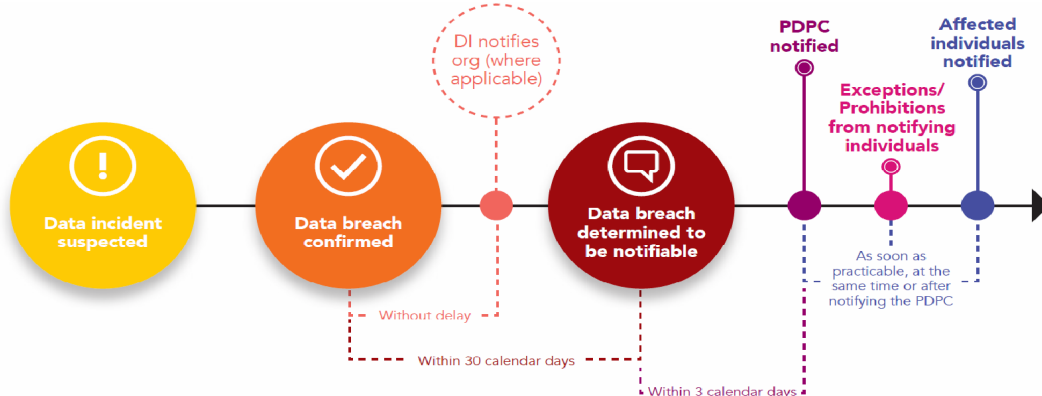 DI notifies
org (where
applicable)
PDPC
notified
Affected
individuals
notified
Exceptions/
Prohibitions
from notifying
individuals
Data incident
suspected
Data breach
confirmed
Data breach
determined to
be notifiable
As soon as
practicable, at the
same time or after
notifying the PDPC
Without delay
Within 30 calendar days
Within 3 calendar days